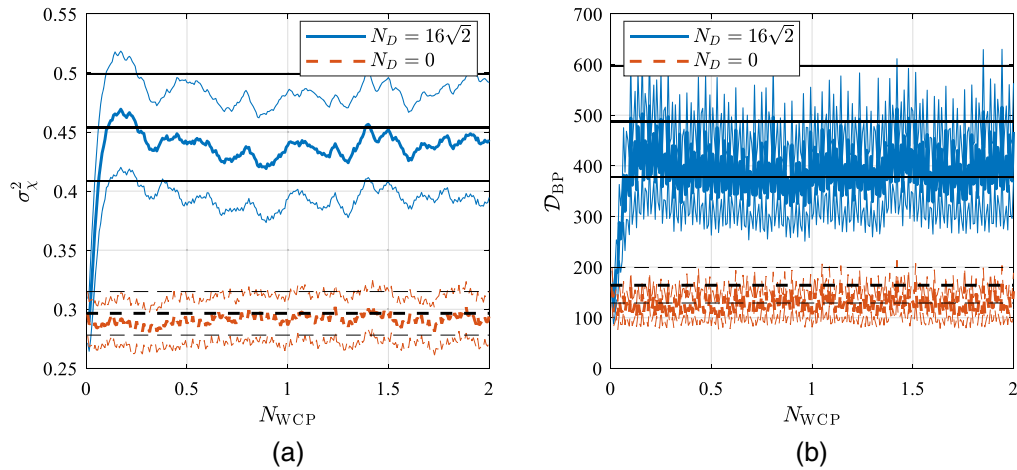 0.55
0.5
0.45
0.4
0.35
0.3
0.25
0
0.5
1
1.5
2
σ²χ
N_WCP
N_D = 16√2
N_D = 0
(a)
700
600
500
400
300
200
100
0
0
0.5
1
1.5
2
𝒟_BP
N_WCP
N_D = 16√2
N_D = 0
(b)